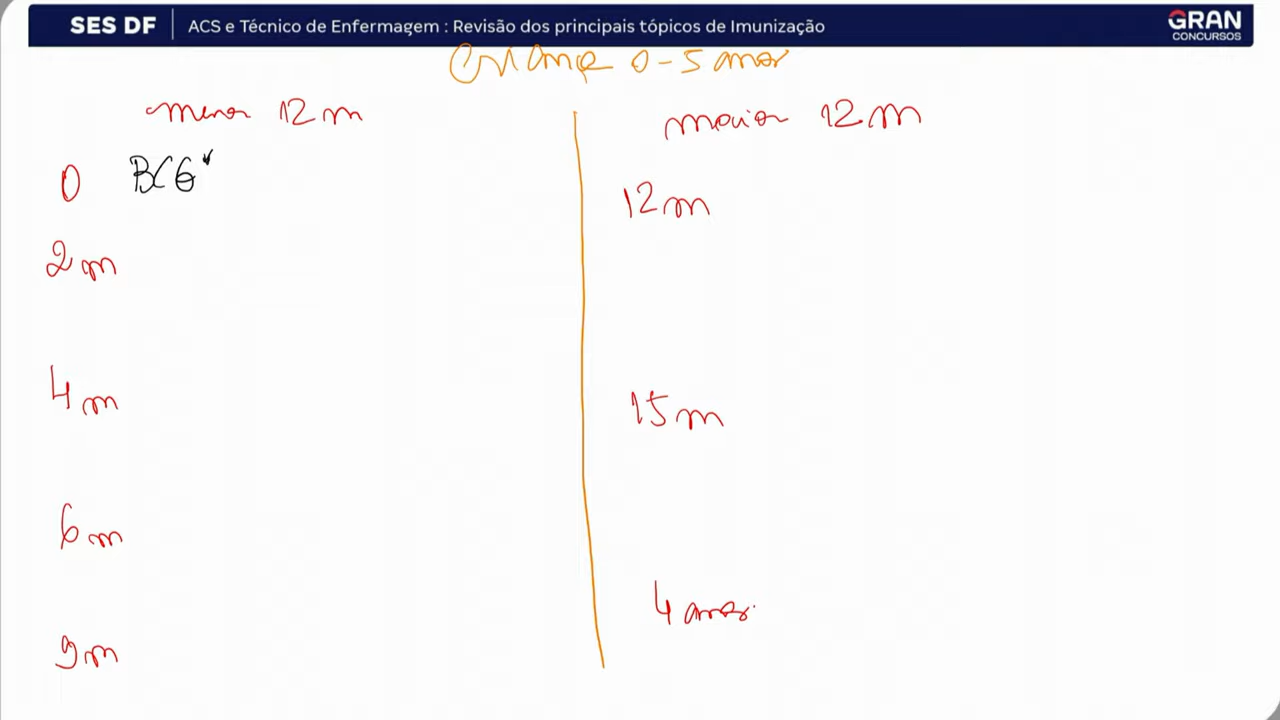 SES DF
ACS e Técnico de Enfermagem : Revisão dos principais tópicos de Imunização
GRAN
CONCURSOS
Criança 0-5 anos
menor 12 m
0 BCG
2 m
4 m
6 m
9 m
maior 12 m
12 m
15 m
4 anos